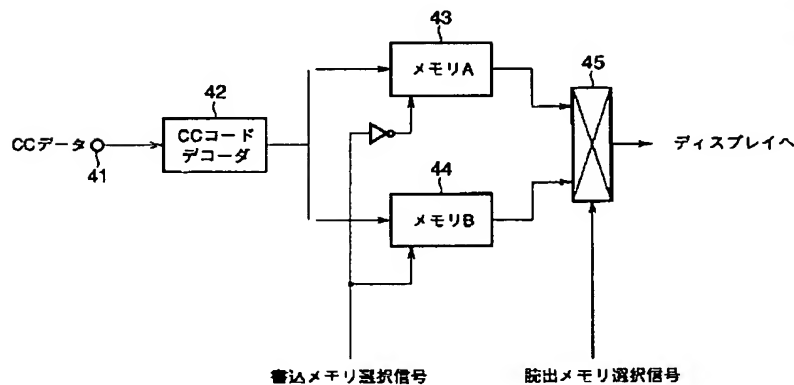 43
メモリA
45
42
CCコード
デコーダ
CCデータ
41
ディスプレイへ
44
メモリB
書込メモリ選択信号
読出メモリ選択信号